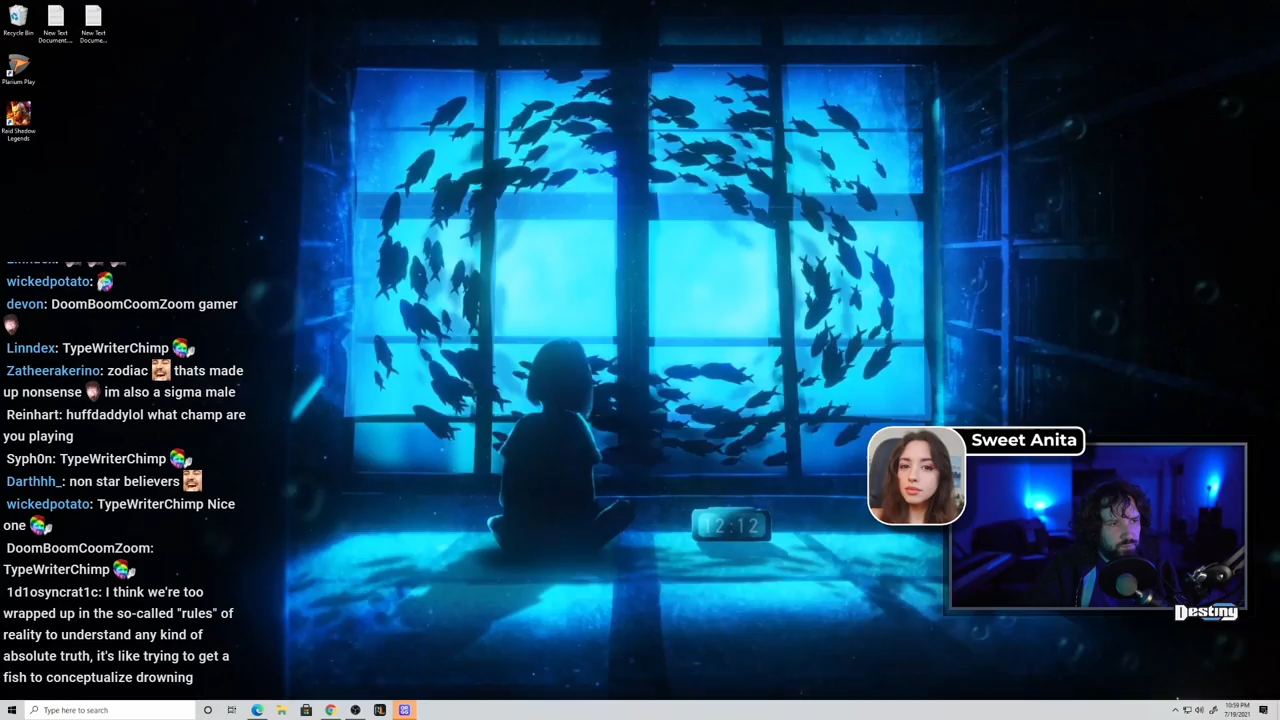 Recycle Bin
New Text Document...
New Text Docume...
Plarium Play
Raid Shadow Legends
wickedpotato:
devon: DoomBoomCoomZoom gamer
Linndex: TypeWriterChimp
Zatheerakerino: zodiac thats made
up nonsense im also a sigma male
Reinhart: huffdaddylol what champ are
you playing
Syph0n: TypeWriterChimp
Darthhh_: non star believers
wickedpotato: TypeWriterChimp Nice
one
DoomBoomCoomZoom:
TypeWriterChimp
1d1osyncrat1c: I think we're too
wrapped up in the so-called "rules" of
reality to understand any kind of
absolute truth, it's like trying to get a
fish to conceptualize drowning
12:12
Sweet Anita
Destiny
Type here to search
10:59 PM
7/19/2021